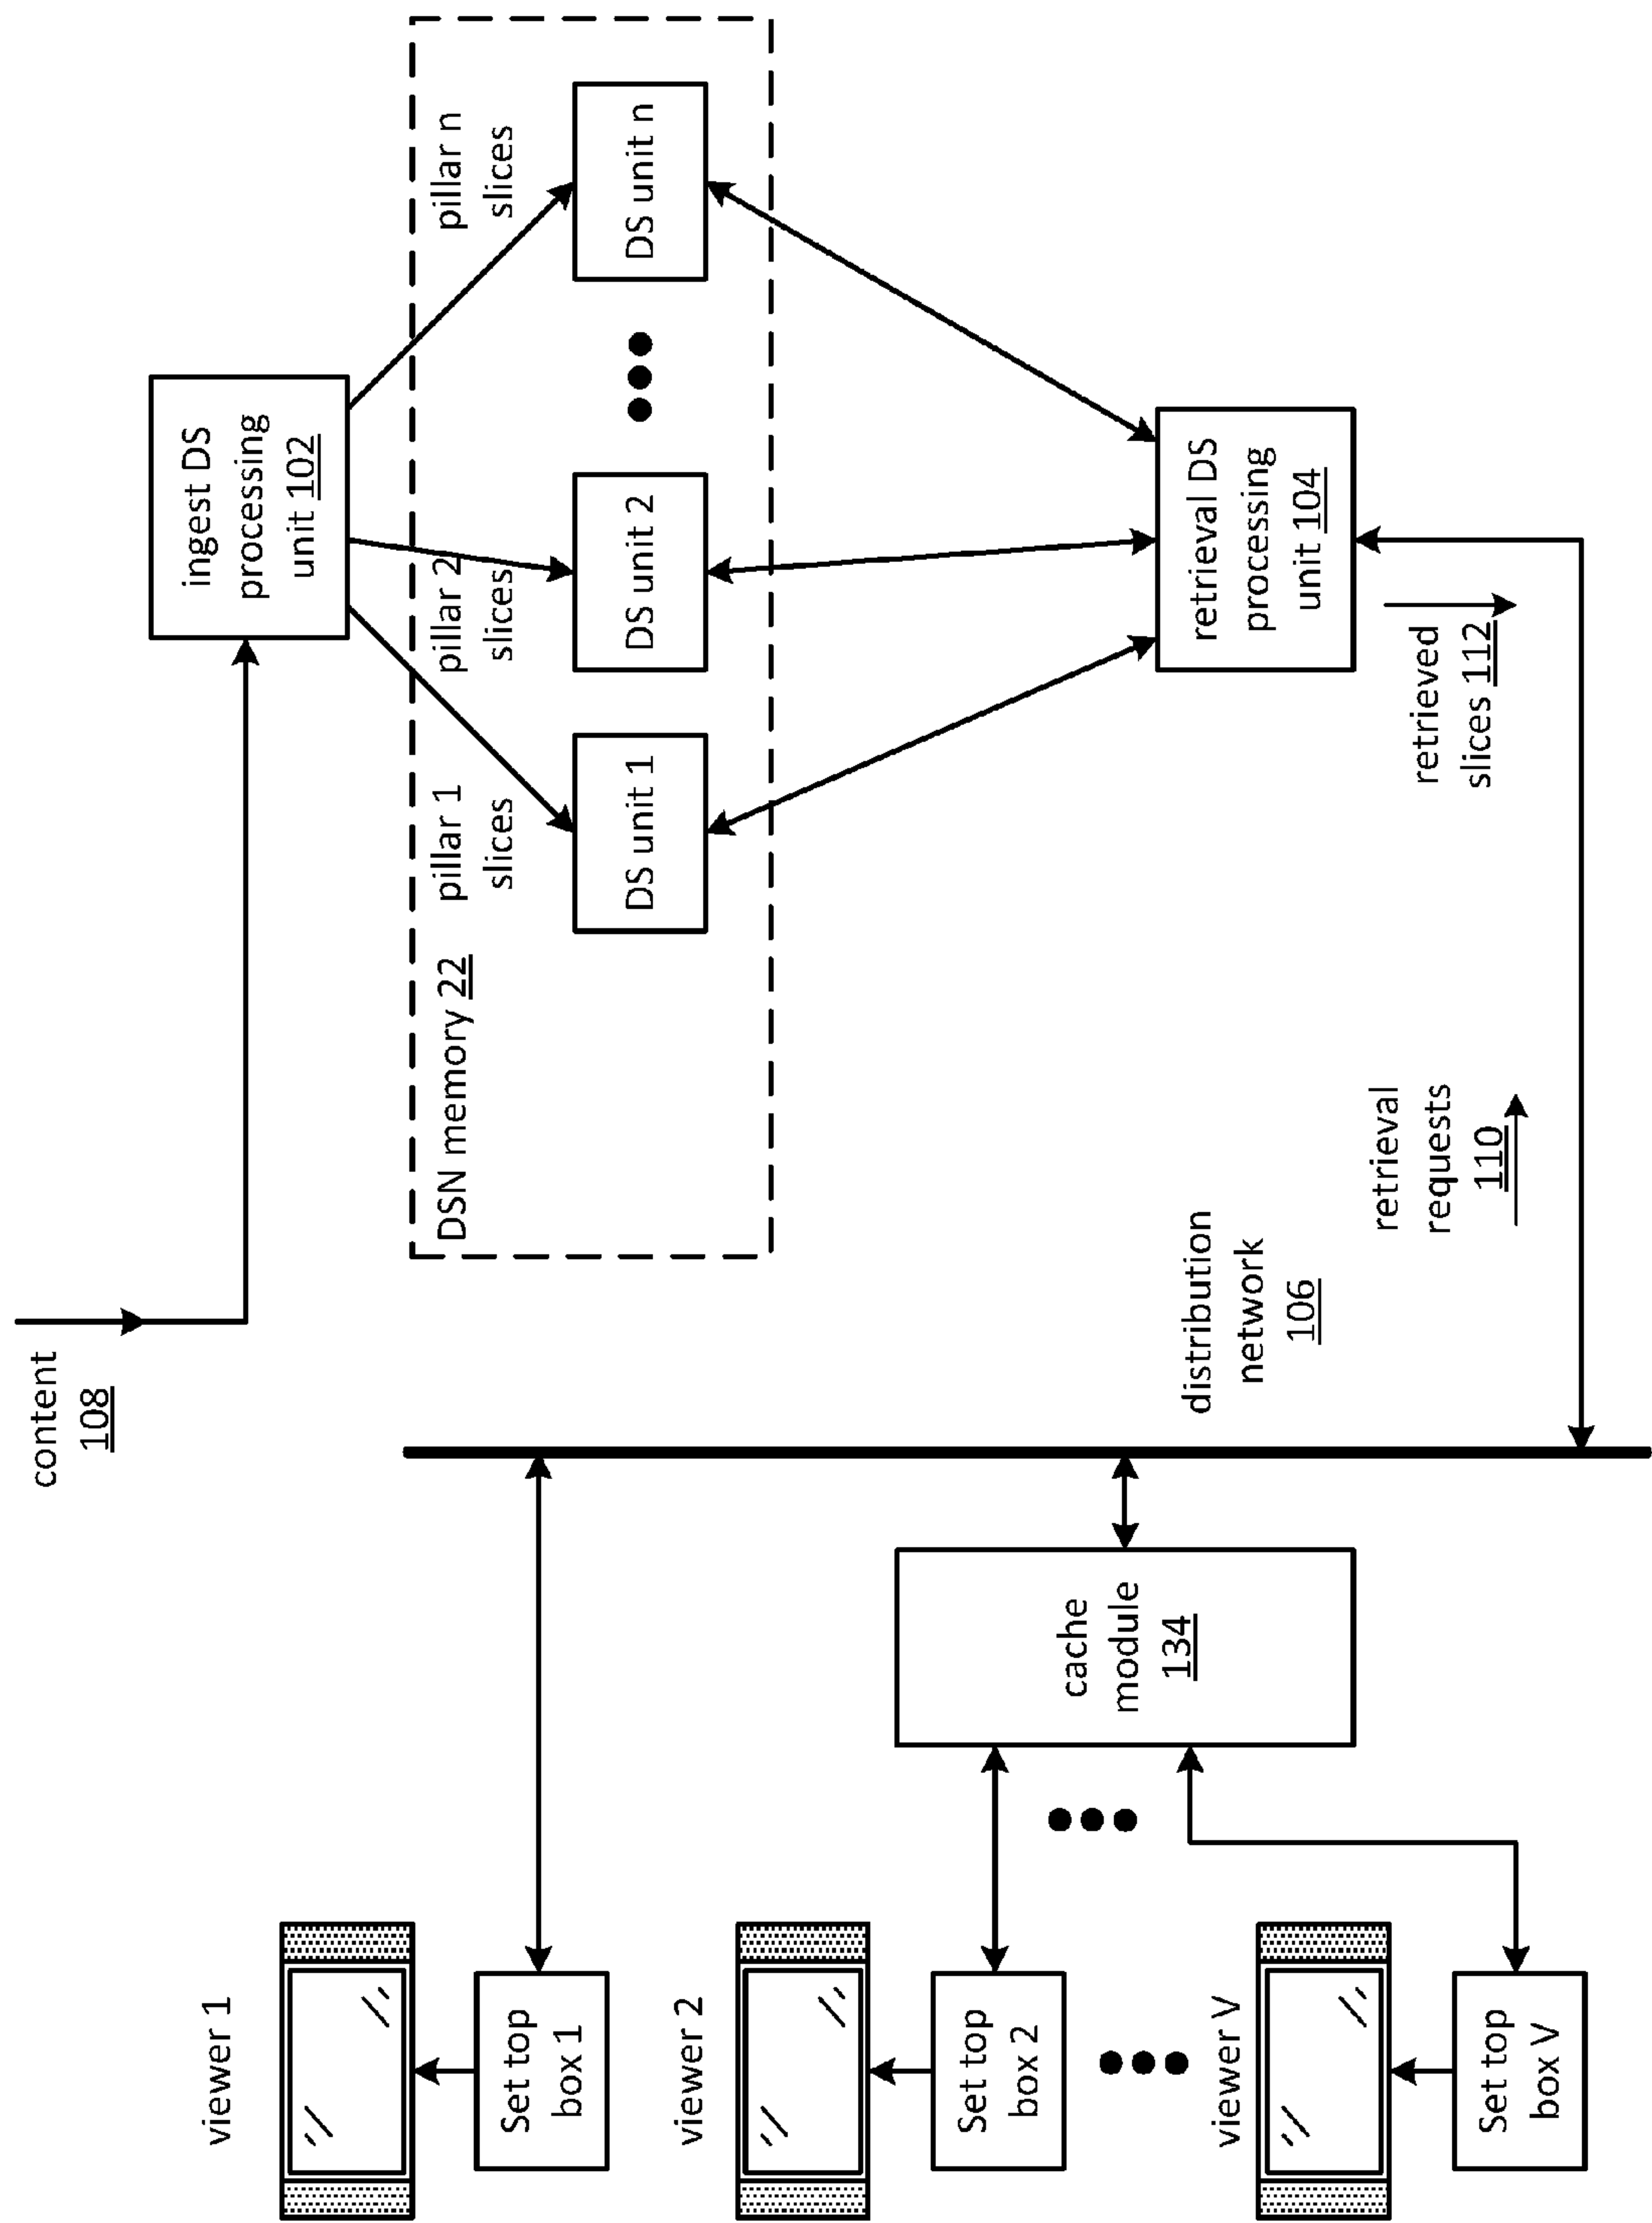 content
108
ingest DS
processing
unit 102
viewer 1
Set top
box 1
DSN memory 22
pillar 1
slices
pillar 2
slices
pillar n
slices
DS unit 1
DS unit 2
DS unit n
viewer 2
Set top
box 2
cache
module
134
distribution
network
106
retrieval DS
processing
unit 104
viewer V
Set top
box V
retrieval
requests
110
retrieved
slices 112